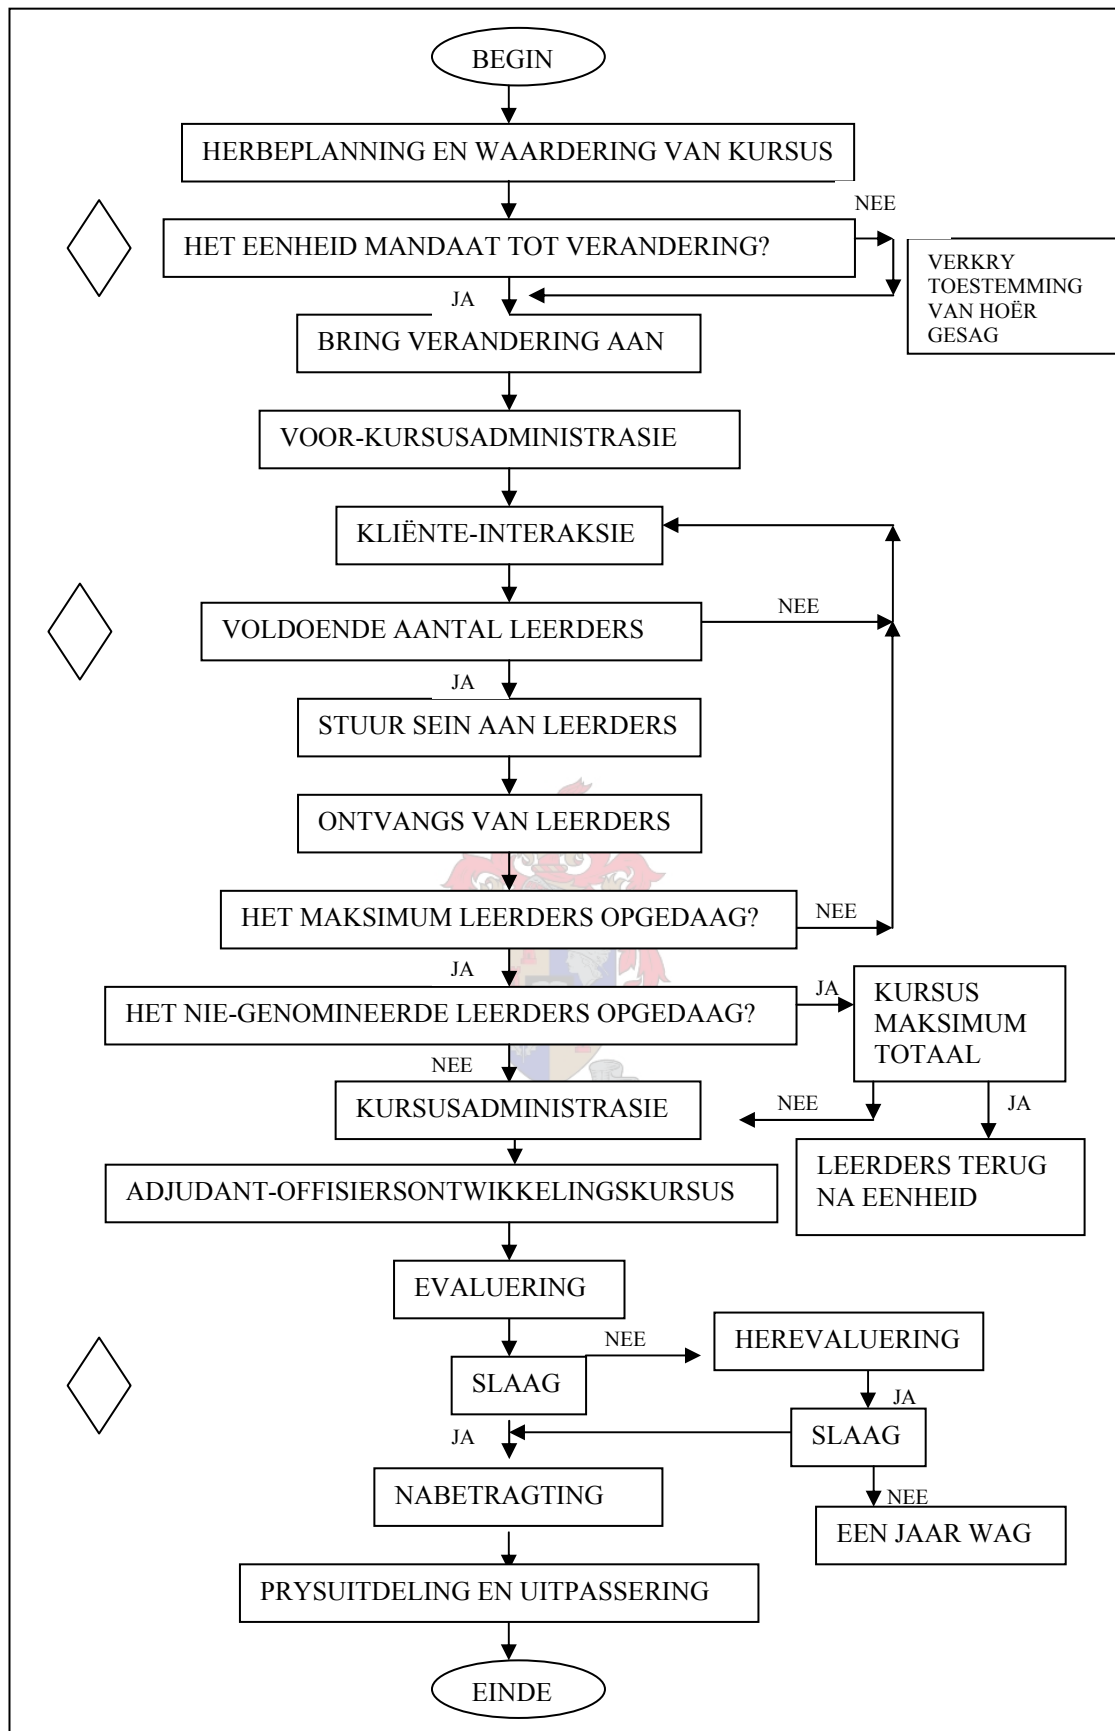 BEGIN
HERBEPLANNING EN WAARDERING VAN KURSUS
NEE
HET EENHEID MANDAAT TOT VERANDERING?
VERKRY
TOESTEMMING
VAN HOËR
GESAG
JA
BRING VERANDERING AAN
VOOR-KURSUSADMINISTRASIE
KLIËNTE-INTERAKSIE
NEE
VOLDOENDE AANTAL LEERDERS
JA
STUUR SEIN AAN LEERDERS
ONTVANGS VAN LEERDERS
HET MAKSIMUM LEERDERS OPGEDAAG?
NEE
JA
HET NIE-GENOMINEERDE LEERDERS OPGEDAAG?
JA
KURSUS
MAKSIMUM
TOTAAL
NEE
KURSUSADMINISTRASIE
NEE
JA
LEERDERS TERUG
NA EENHEID
ADJUDANT-OFFISIERSONTWIKKELINGSKURSUS
EVALUERING
NEE
HEREVALUERING
SLAAG
JA
JA
SLAAG
NABETRAGTING
NEE
EEN JAAR WAG
PRYSUITDELING EN UITPASSERING
EINDE